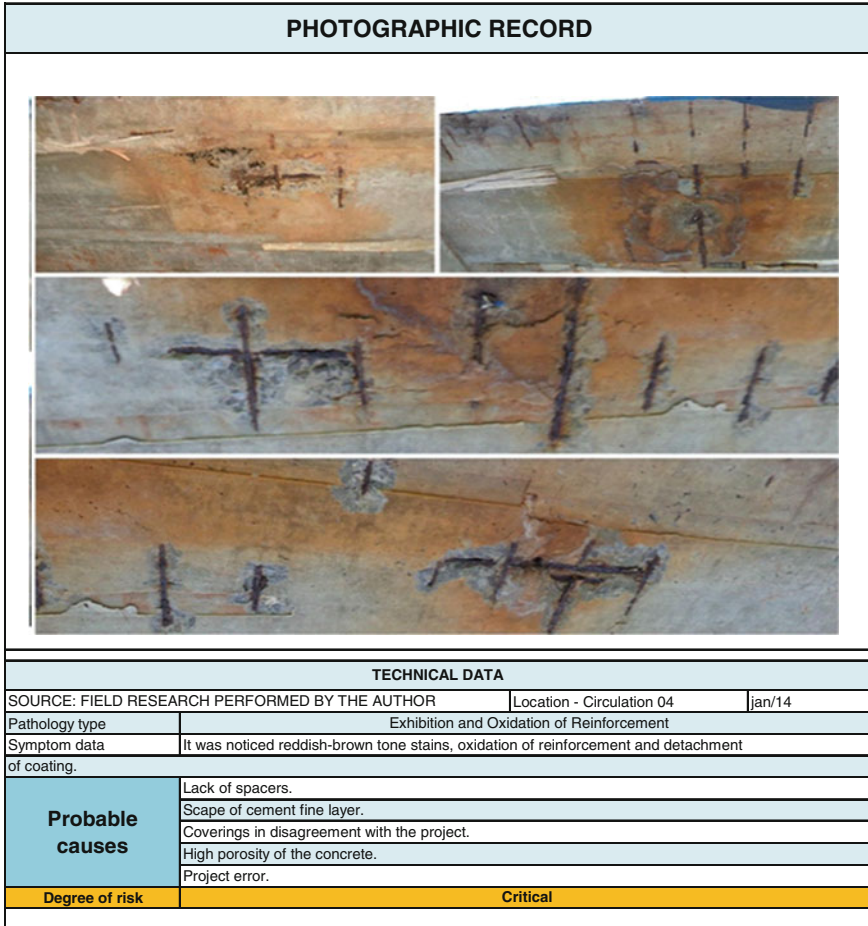 PHOTOGRAPHIC RECORD
TECHNICAL DATA
SOURCE: FIELD RESEARCH PERFORMED BY THE AUTHOR Location - Circulation 04 jan/14
Pathology type Exhibition and Oxidation of Reinforcement
Symptom data It was noticed reddish-brown tone stains, oxidation of reinforcement and detachment
of coating.
Probable causes
Lack of spacers.
Scape of cement fine layer.
Coverings in disagreement with the project.
High porosity of the concrete.
Project error.
Degree of risk Critical